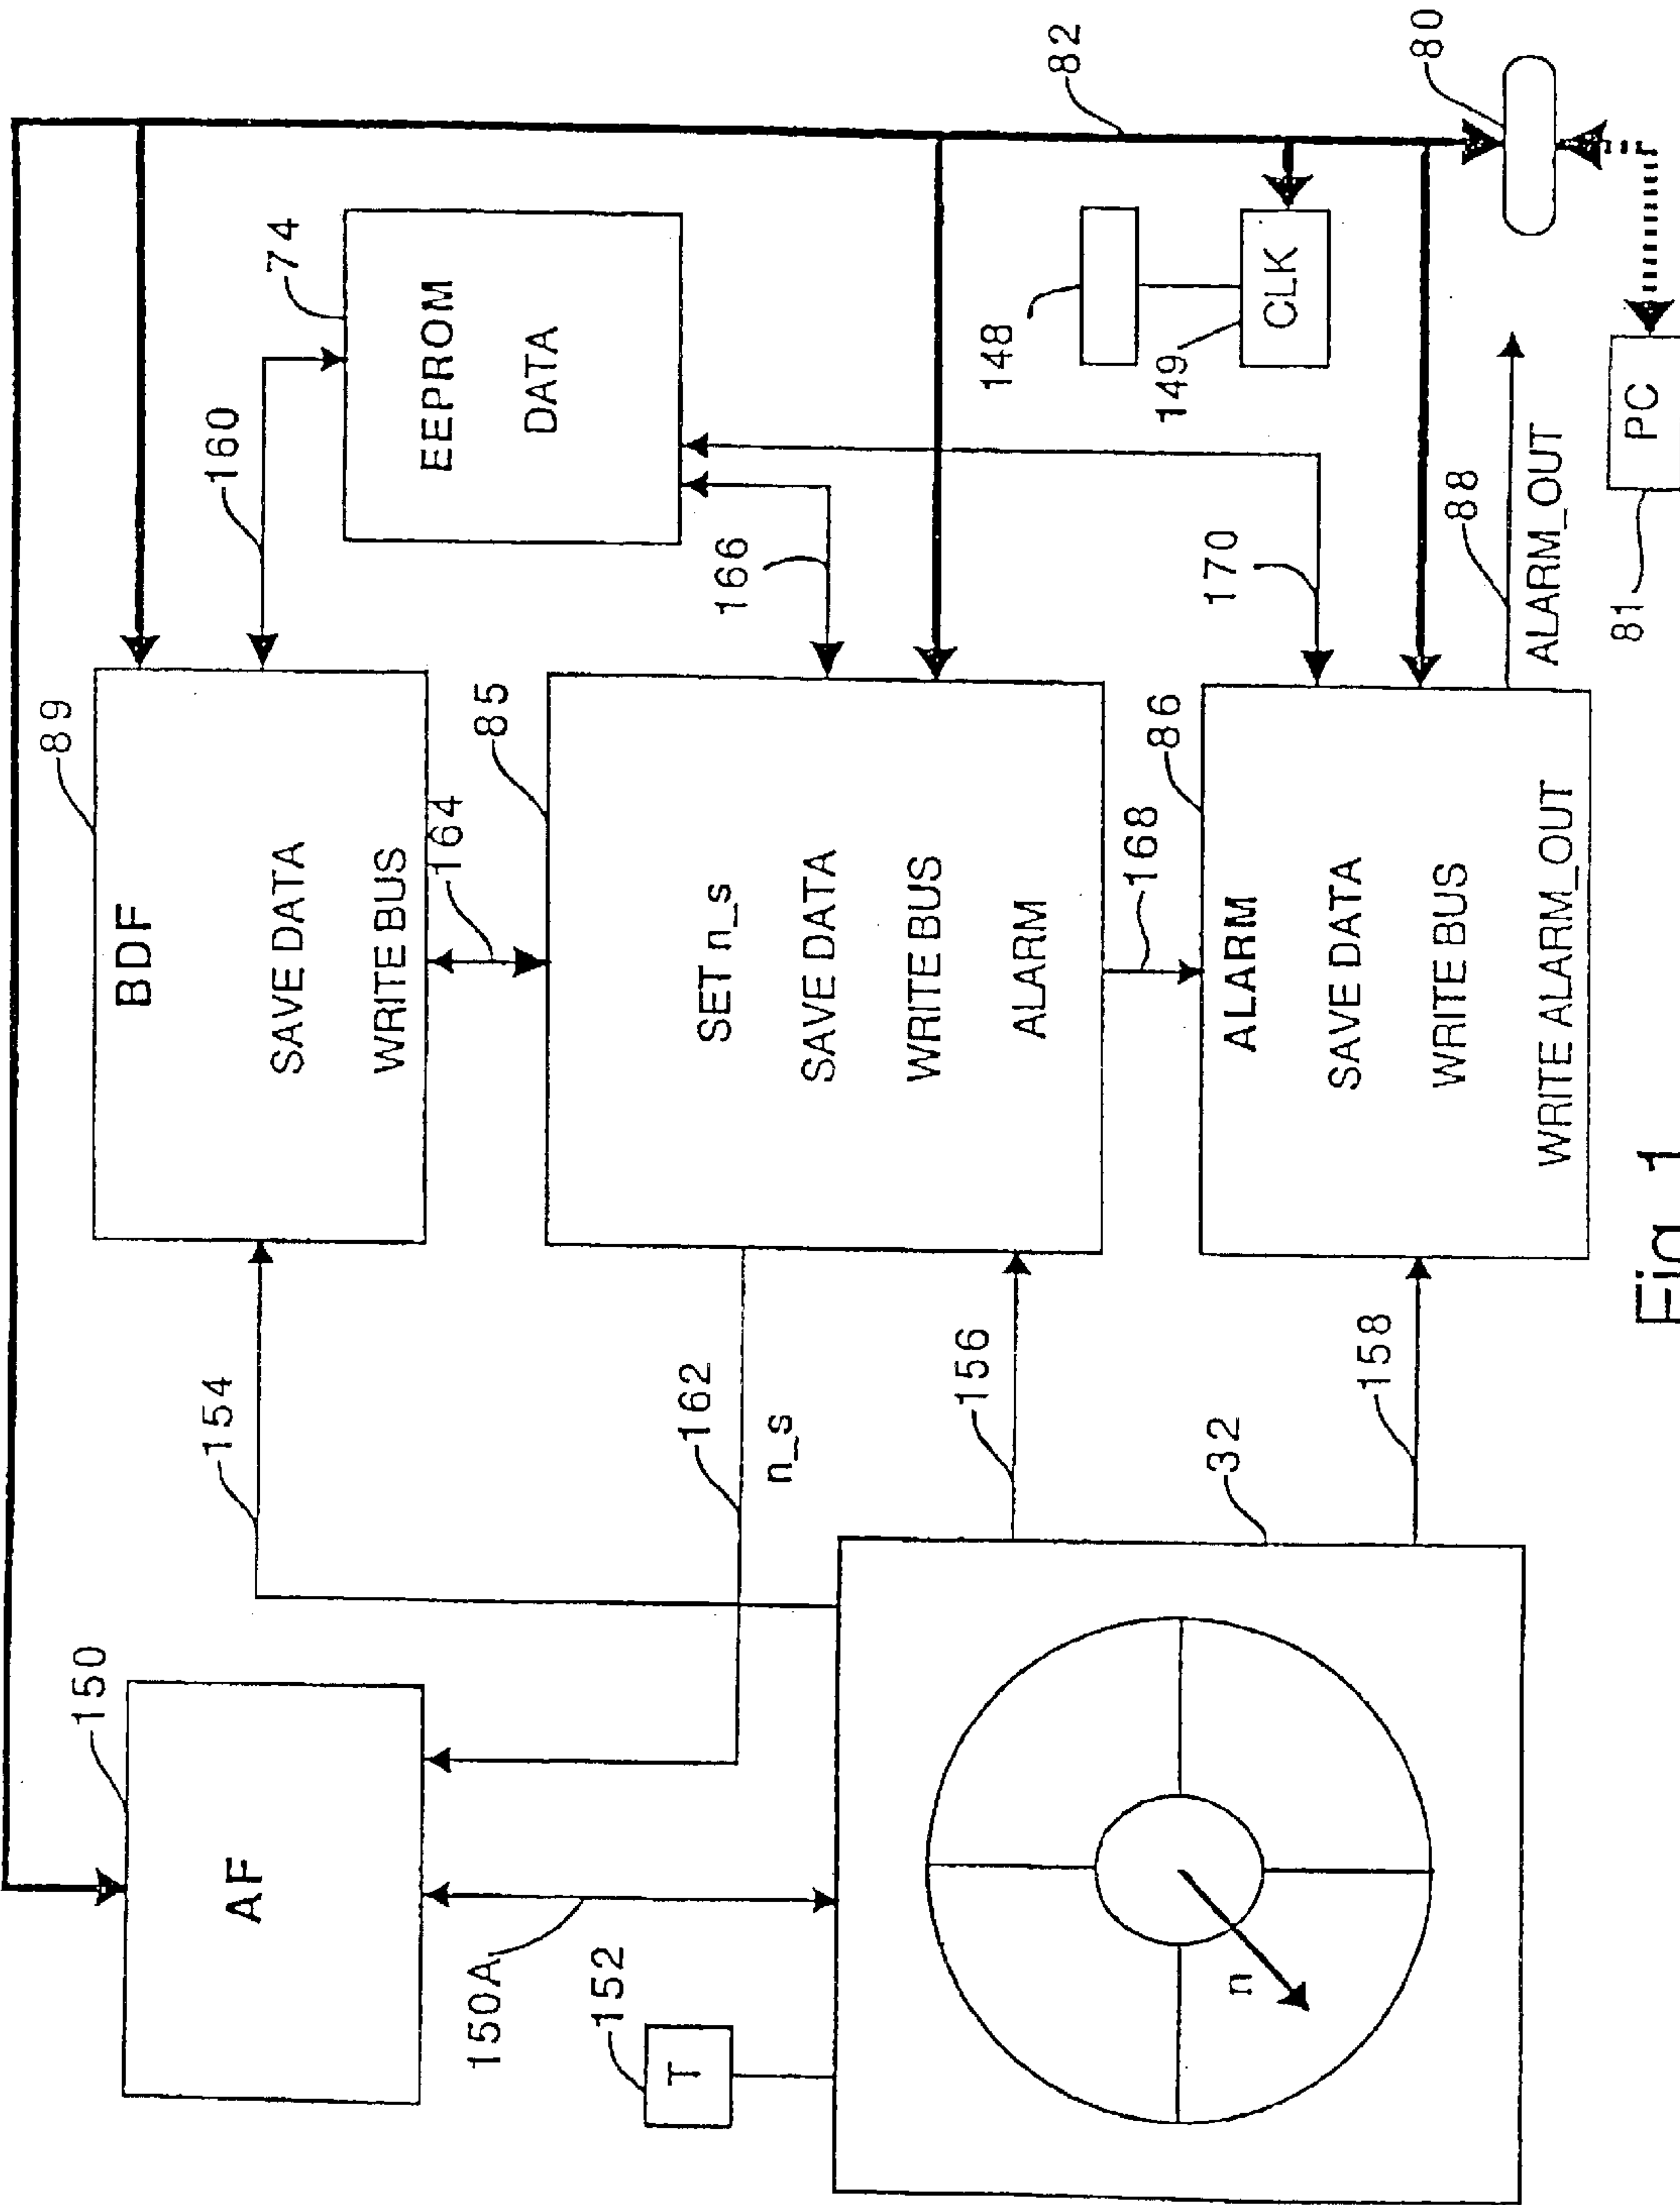 150
AF
150A
152
T
n
32
154
162
n_s
156
158
89
BDF
SAVE DATA
WRITE BUS
164
85
SET n_s
SAVE DATA
WRITE BUS
ALARM
168
86
ALARM
SAVE DATA
WRITE BUS
WRITE ALARM_OUT
160
74
EEPROM
DATA
166
170
88
ALARM_OUT
148
149
CLK
82
80
81
PC
Fig. 1